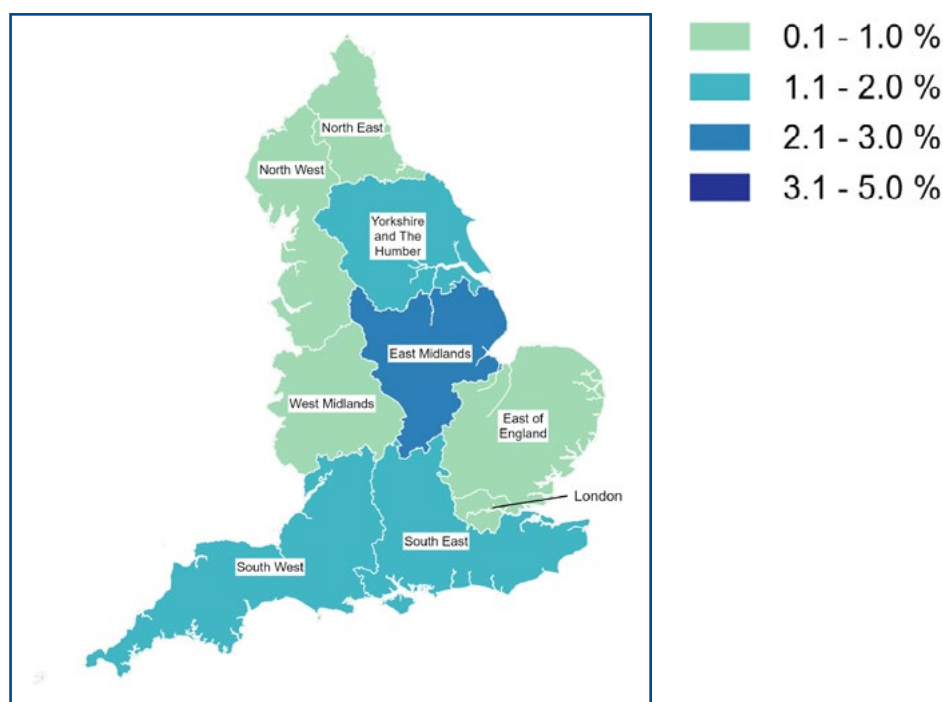 0.1 - 1.0 %
1.1 - 2.0 %
2.1 - 3.0 %
3.1 - 5.0 %
North East
North West
Yorkshire
and The
Humber
East Midlands
West Midlands
East of
England
London
South East
South West